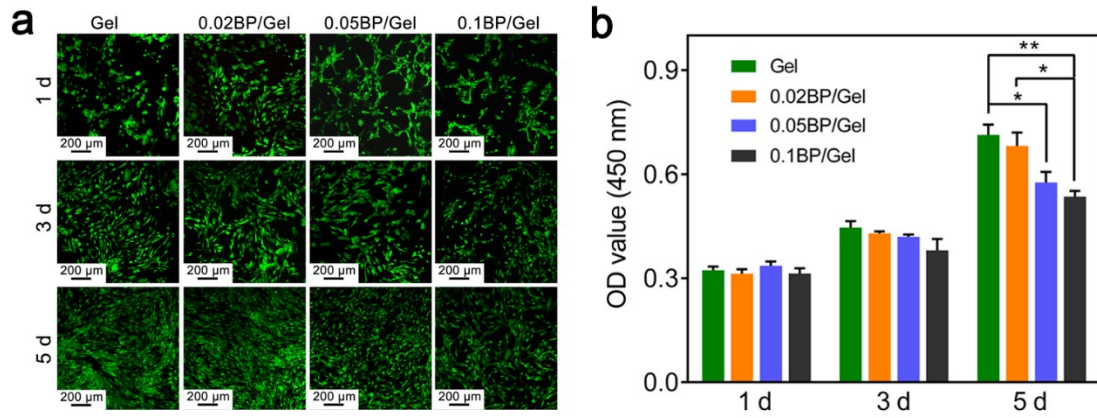 a
Gel 0.02BP/Gel 0.05BP/Gel 0.1BP/Gel
1 d
200 μm 200 μm 200 μm 200 μm
3 d
200 μm 200 μm 200 μm 200 μm
5 d
200 μm 200 μm 200 μm 200 μm
b
OD value (450 nm)
0.9
0.6
0.3
0.0
Gel
0.02BP/Gel
0.05BP/Gel
0.1BP/Gel
**
*
*
1 d 3 d 5 d